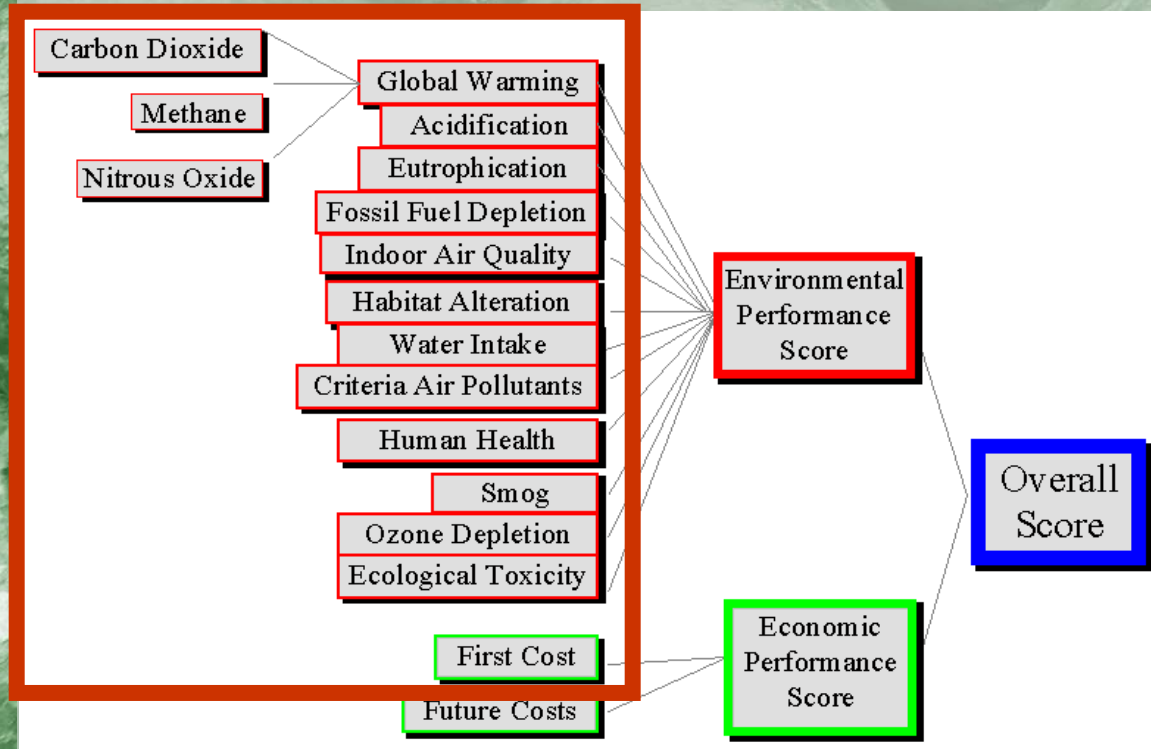 Carbon Dioxide
Methane
Nitrous Oxide
Global Warming
Acidification
Eutrophication
Fossil Fuel Depletion
Indoor Air Quality
Habitat Alteration
Water Intake
Criteria Air Pollutants
Human Health
Smog
Ozone Depletion
Ecological Toxicity
First Cost
Future Costs
Environmental
Performance
Score
Economic
Performance
Score
Overall
Score